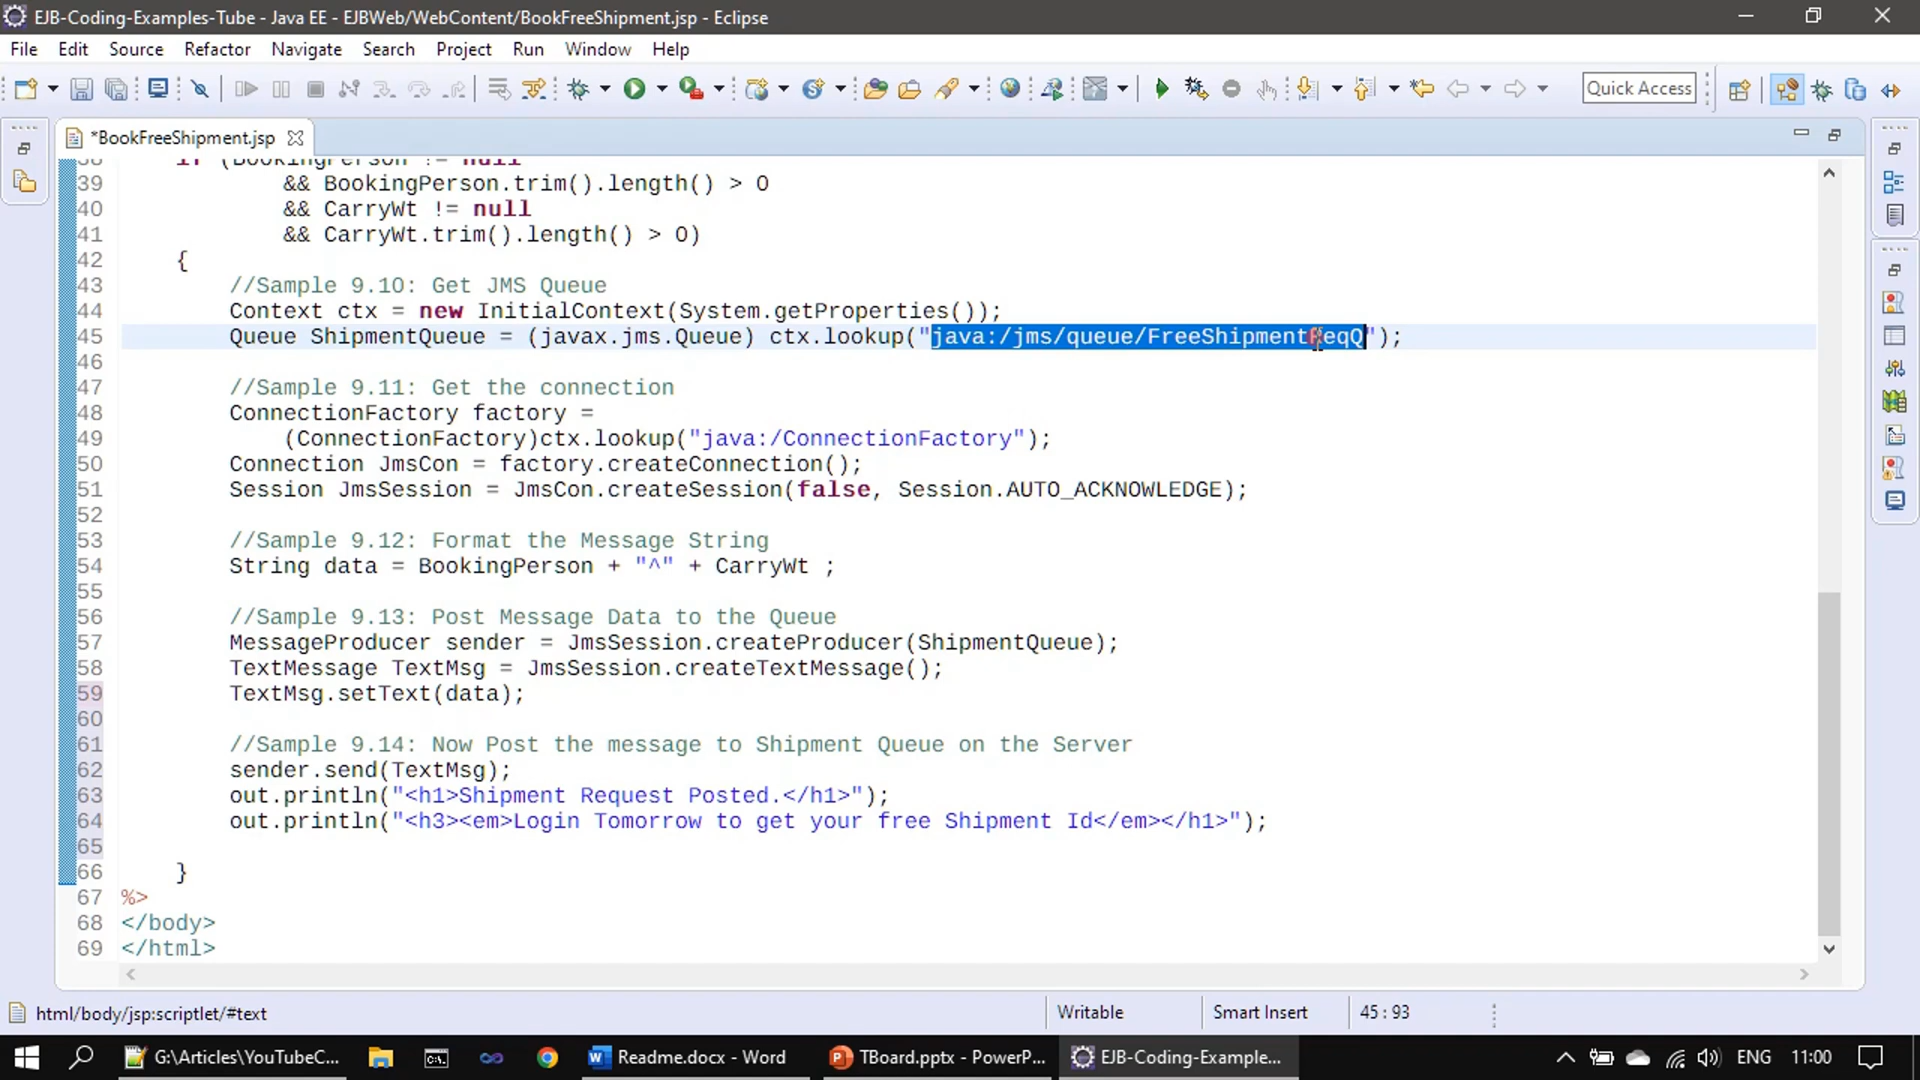 EJB-Coding-Examples-Tube - Java EE - EJBWeb/WebContent/BookFreeShipment.jsp - Eclipse
File Edit Source Refactor Navigate Search Project Run Window Help
Quick Access
*BookFreeShipment.jsp
38 if (BookingPerson != null
39 && BookingPerson.trim().length() > 0
40 && CarryWt != null
41 && CarryWt.trim().length() > 0)
42 {
43 //Sample 9.10: Get JMS Queue
44 Context ctx = new InitialContext(System.getProperties());
45 Queue ShipmentQueue = (javax.jms.Queue) ctx.lookup("java:/jms/queue/FreeShipmentReqQ");
46
47 //Sample 9.11: Get the connection
48 ConnectionFactory factory =
49 (ConnectionFactory)ctx.lookup("java:/ConnectionFactory");
50 Connection JmsCon = factory.createConnection();
51 Session JmsSession = JmsCon.createSession(false, Session.AUTO_ACKNOWLEDGE);
52
53 //Sample 9.12: Format the Message String
54 String data = BookingPerson + "^" + CarryWt ;
55
56 //Sample 9.13: Post Message Data to the Queue
57 MessageProducer sender = JmsSession.createProducer(ShipmentQueue);
58 TextMessage TextMsg = JmsSession.createTextMessage();
59 TextMsg.setText(data);
60
61 //Sample 9.14: Now Post the message to Shipment Queue on the Server
62 sender.send(TextMsg);
63 out.println("<h1>Shipment Request Posted.</h1>");
64 out.println("<h3><em>Login Tomorrow to get your free Shipment Id</em></h1>");
65
66 }
67 %>
68 </body>
69 </html>
html/body/jsp:scriptlet/#text Writable Smart Insert 45 : 93
G:\Articles\YouTubeC... Readme.docx - Word TBoard.pptx - PowerP... EJB-Coding-Example... ENG 11:00